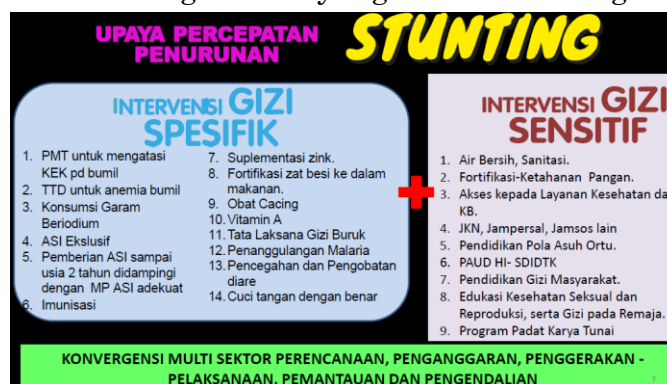 UPAYA PERCEPATAN
PENURUNAN
STUNTING
INTERVENSI GIZI
SPESIFIK
1. PMT untuk mengatasi
KEK pd bumil
2. TTD untuk anemia bumil
3. Konsumsi Garam
Beriodium
4. ASI Ekslusif
5. Pemberian ASI sampai
usia 2 tahun didampingi
dengan MP ASI adekuat
6. Imunisasi
7. Suplementasi zink.
8. Fortifikasi zat besi ke dalam
makanan.
9. Obat Cacing
10. Vitamin A
11. Tata Laksana Gizi Buruk
12. Penanggulangan Malaria
13. Pencegahan dan Pengobatan
diare
14. Cuci tangan dengan benar
INTERVENSI GIZI
SENSITIF
1. Air Bersih, Sanitasi.
2. Fortifikasi-Ketahanan Pangan.
3. Akses kepada Layanan Kesehatan da
KB.
4. JKN, Jampersal, Jamsos lain
5. Pendidikan Pola Asuh Ortu.
6. PAUD HI- SDIDTK
7. Pendidikan Gizi Masyarakat.
8. Edukasi Kesehatan Seksual dan
Reproduksi, serta Gizi pada Remaja.
9. Program Padat Karya Tunai
KONVERGENSI MULTI SEKTOR PERENCANAAN, PENGANGGARAN, PENGGERAKAN -
PELAKSANAAN, PEMANTAUAN DAN PENGENDALIAN
7